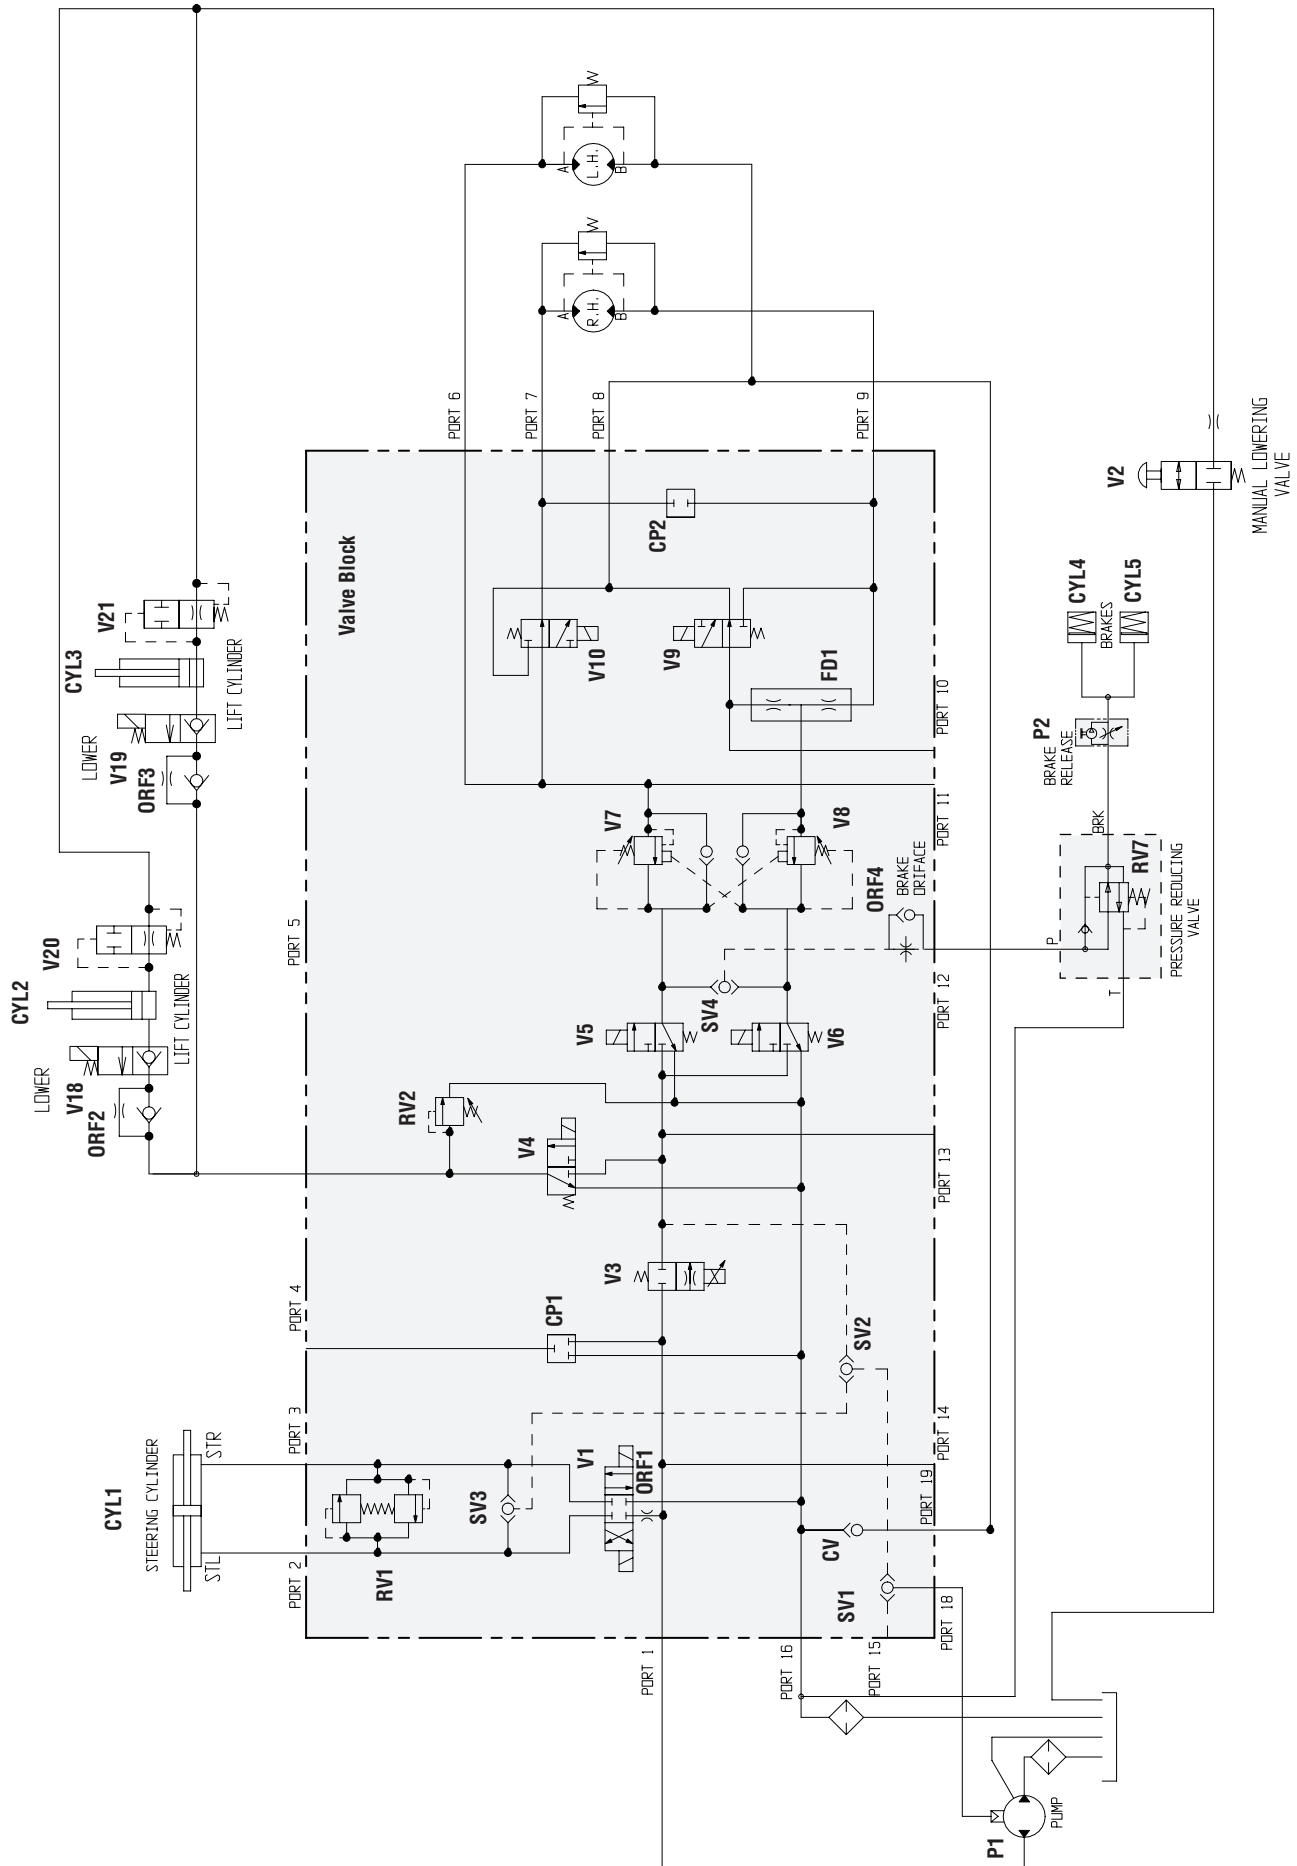 CYL1
STEERING CYLINDER
STL
STR
PORT 2
PORT 3
PORT 4
PORT 5
RV1
SV3
V1
ORF1
CP1
V3
V4
RV2
SV2
SV1
CV
PORT 1
PORT 16
PORT 15
PORT 18
PORT 19
PORT 14
PORT 13
PORT 12
PORT 11
PORT 10
P1
PUMP
LOWER
CYL2
V18
ORF2
LIFT CYLINDER
V20
LOWER
CYL3
V19
ORF3
LIFT CYLINDER
V21
Valve Block
V5
V6
SV4
V7
V8
ORF4
BRAKE
ORIFACE
V9
V10
FD1
CP2
PORT 6
PORT 7
PORT 8
PORT 9
A
R.H.
B
A
L.H.
B
P
T
BRK
RV7
PRESSURE REDUCING
VALVE
BRAKE
RELEASE
P2
CYL4
BRAKES
CYL5
V2
MANUAL LOWERING
VALVE